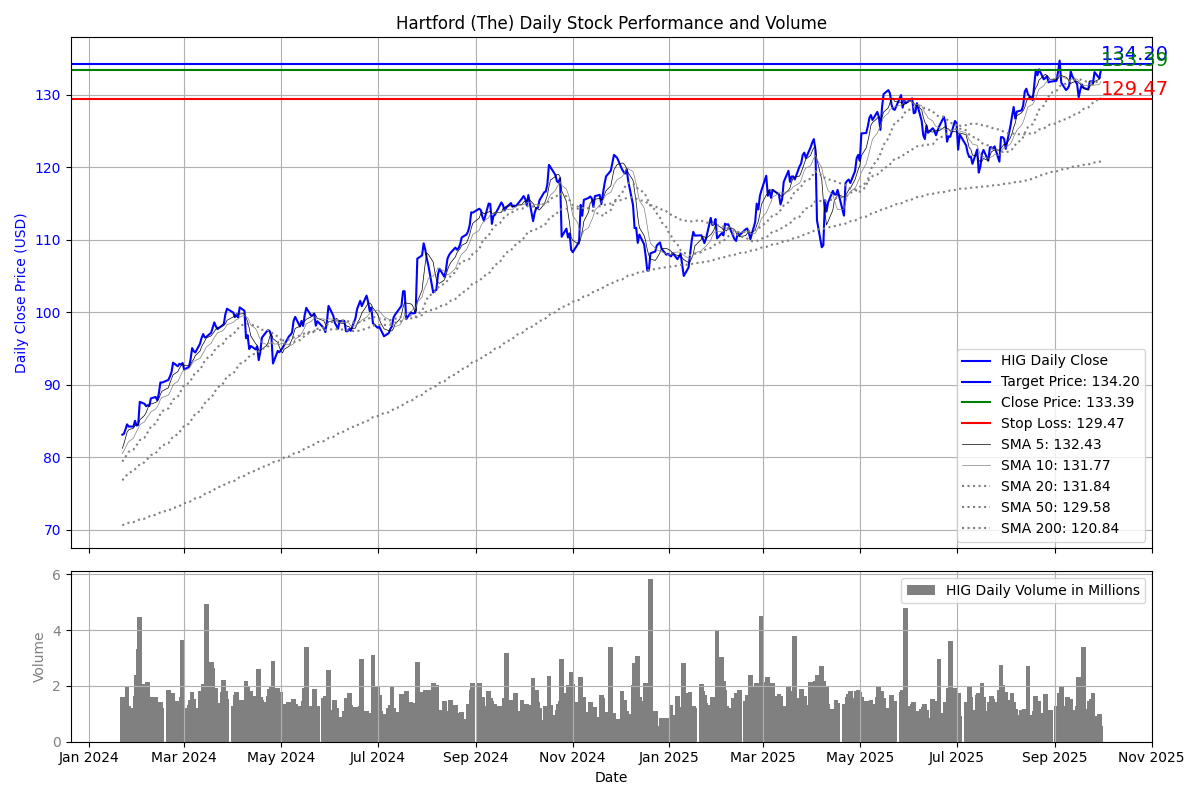 Hartford (The) Daily Stock Performance and Volume
Daily Close Price (USD)
130
120
110
100
90
80
70
134.20
133.39
129.47
HIG Daily Close
Target Price: 134.20
Close Price: 133.39
Stop Loss: 129.47
SMA 5: 132.43
SMA 10: 131.77
SMA 20: 131.84
SMA 50: 129.58
SMA 200: 120.84
Volume
6
4
2
0
HIG Daily Volume in Millions
Jan 2024 Mar 2024 May 2024 Jul 2024 Sep 2024 Nov 2024 Jan 2025 Mar 2025 May 2025 Jul 2025 Sep 2025 Nov 2025
Date